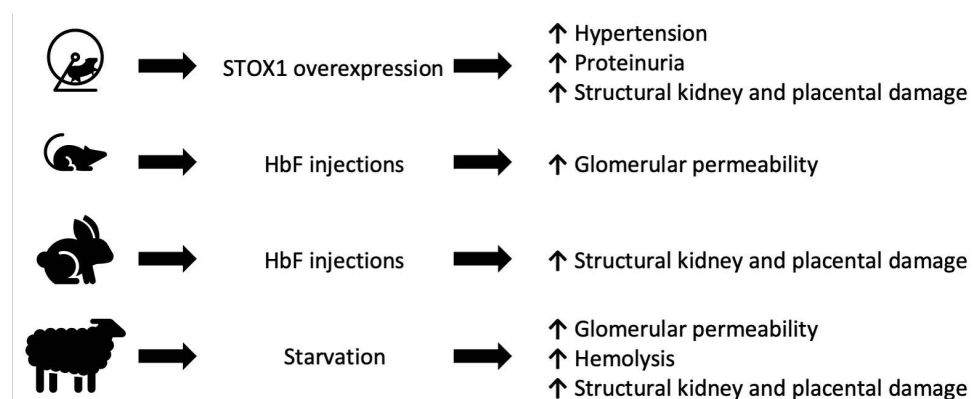 ↑ Hypertension
STOX1 overexpression ↑ Proteinuria
↑ Structural kidney and placental damage
HbF injections ↑ Glomerular permeability
HbF injections ↑ Structural kidney and placental damage
↑ Glomerular permeability
Starvation ↑ Hemolysis
↑ Structural kidney and placental damage